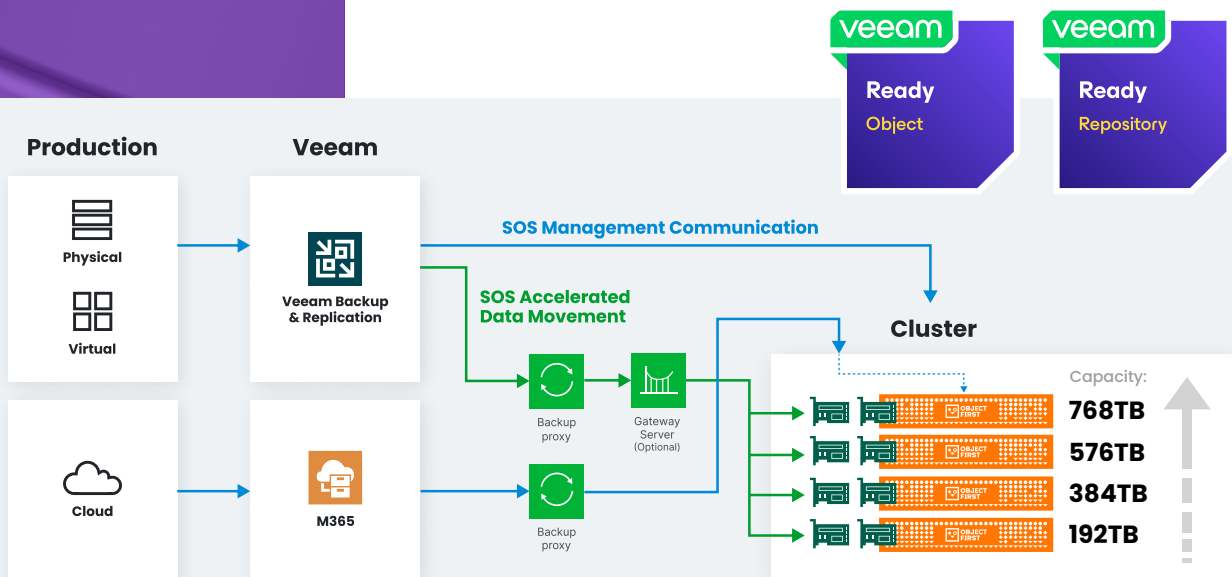 veeam
Ready
Object
veeam
Ready
Repository
Production
Veeam
Physical
Virtual
Veeam Backup
& Replication
SOS Management Communication
SOS Accelerated
Data Movement
Backup
proxy
Gateway
Server
(Optional)
Cluster
Capacity:
OBJECT
FIRST
768TB
OBJECT
FIRST
576TB
OBJECT
FIRST
384TB
OBJECT
FIRST
192TB
Cloud
M365
Backup
proxy